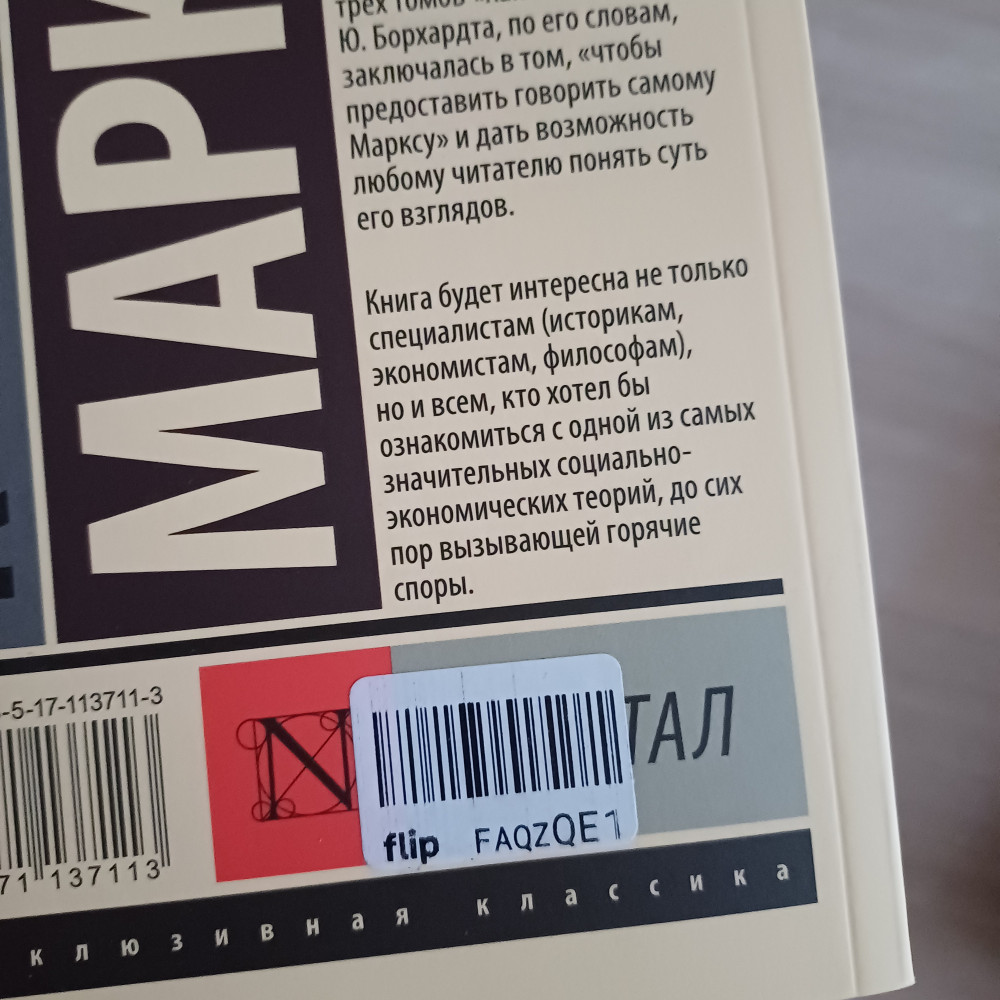 МАРК
трех томов
Ю. Борхардта, по его словам,
заключалась в том, «чтобы
предоставить говорить самому
Марксу» и дать возможность
любому читателю понять суть
его взглядов.
Книга будет интересна не только
специалистам (историкам,
экономистам, философам),
но и всем, кто хотел бы
ознакомиться с одной из самых
значительных социально-
экономических теорий, до сих
пор вызывающей горячие
споры.
-5-17-113711-3
71 137113
N
ТАЛ
flip FAQZQE1
клюзивная классика